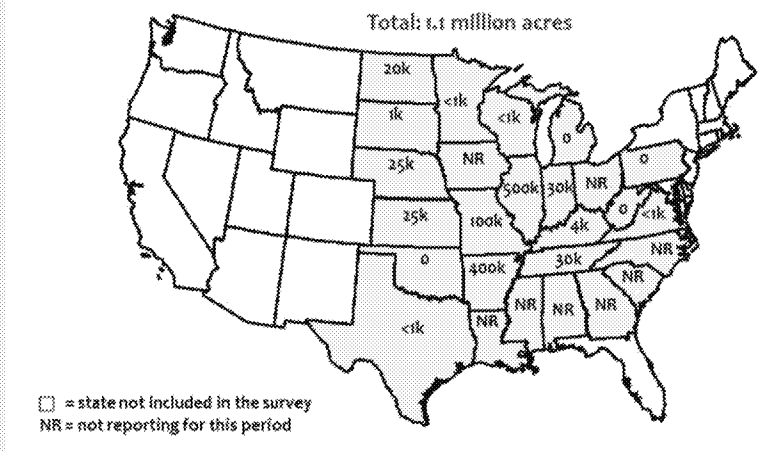 Total: 1.1 million acres
20k
<1k
1k
<1k
0
25k
NR
500k
30k
NR
0
25k
100k
4k
0
<1k
0
400k
30k
NR
NR
<1k
NR
NR
NR
NR
= state not included in the survey
NR = not reporting for this period